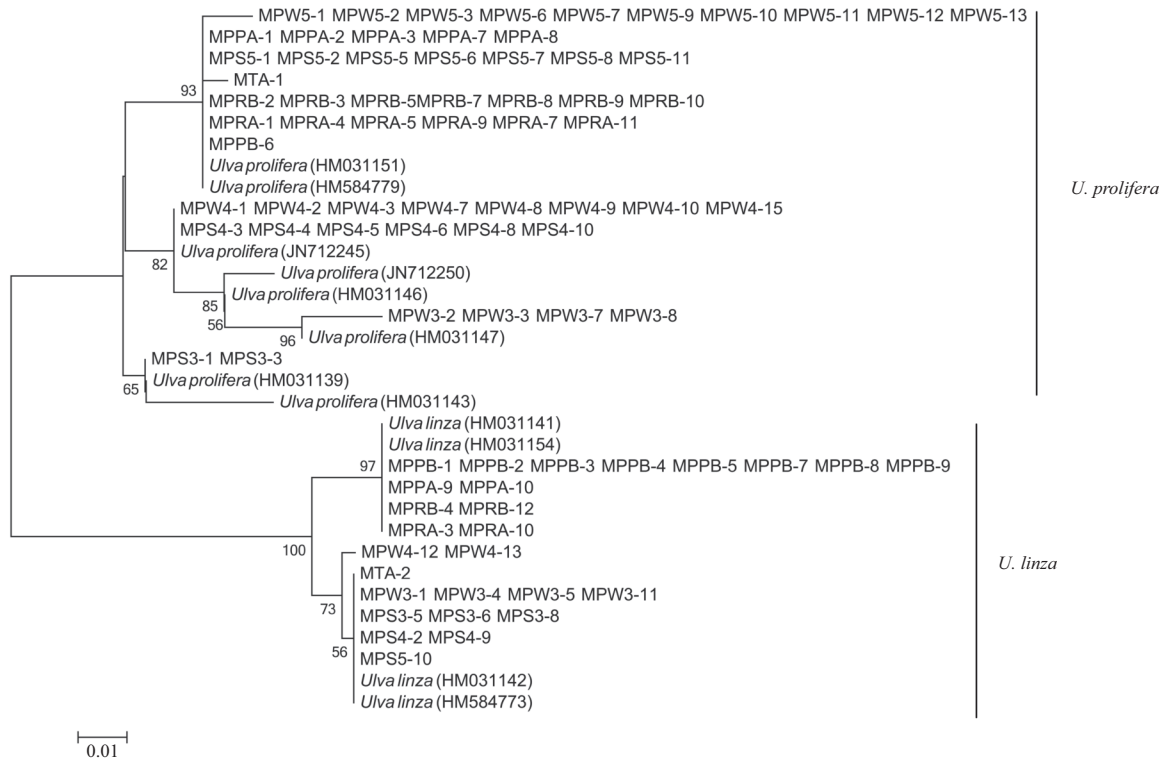 MPW5-1 MPW5-2 MPW5-3 MPW5-6 MPW5-7 MPW5-9 MPW5-10 MPW5-11 MPW5-12 MPW5-13
MPPA-1 MPPA-2 MPPA-3 MPPA-7 MPPA-8
MPS5-1 MPS5-2 MPS5-5 MPS5-6 MPS5-7 MPS5-8 MPS5-11
MTA-1
93
MPRB-2 MPRB-3 MPRB-5MPRB-7 MPRB-8 MPRB-9 MPRB-10
MPRA-1 MPRA-4 MPRA-5 MPRA-9 MPRA-7 MPRA-11
MPPB-6
Ulva prolifera (HM031151)
Ulva prolifera (HM584779)
U. prolifera
MPW4-1 MPW4-2 MPW4-3 MPW4-7 MPW4-8 MPW4-9 MPW4-10 MPW4-15
MPS4-3 MPS4-4 MPS4-5 MPS4-6 MPS4-8 MPS4-10
Ulva prolifera (JN712245)
82
Ulva prolifera (JN712250)
Ulva prolifera (HM031146)
85
MPW3-2 MPW3-3 MPW3-7 MPW3-8
56
Ulva prolifera (HM031147)
96
MPS3-1 MPS3-3
Ulva prolifera (HM031139)
65
Ulva prolifera (HM031143)
Ulva linza (HM031141)
Ulva linza (HM031154)
97
MPPB-1 MPPB-2 MPPB-3 MPPB-4 MPPB-5 MPPB-7 MPPB-8 MPPB-9
MPPA-9 MPPA-10
MPRB-4 MPRB-12
MPRA-3 MPRA-10
100
MPW4-12 MPW4-13
U. linza
MTA-2
MPW3-1 MPW3-4 MPW3-5 MPW3-11
73
MPS3-5 MPS3-6 MPS3-8
MPS4-2 MPS4-9
56
MPS5-10
Ulva linza (HM031142)
Ulva linza (HM584773)
0.01